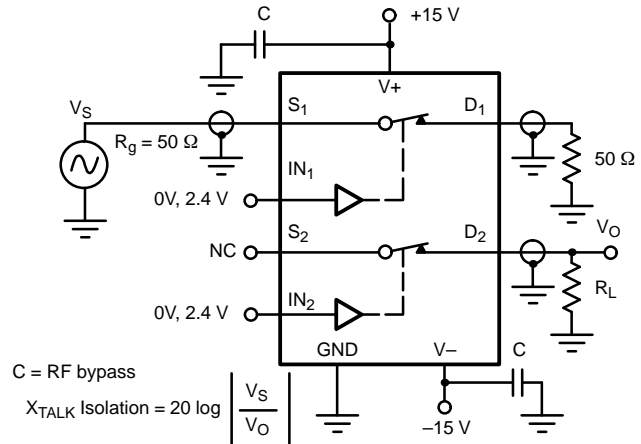 C
+15 V
V+
VS
S1
D1
Rg = 50 Ω
50 Ω
IN1
0V, 2.4 V
S2
D2
VO
NC
RL
IN2
0V, 2.4 V
GND
V–
C
C = RF bypass
XTALK Isolation = 20 log | VS / VO |
–15 V